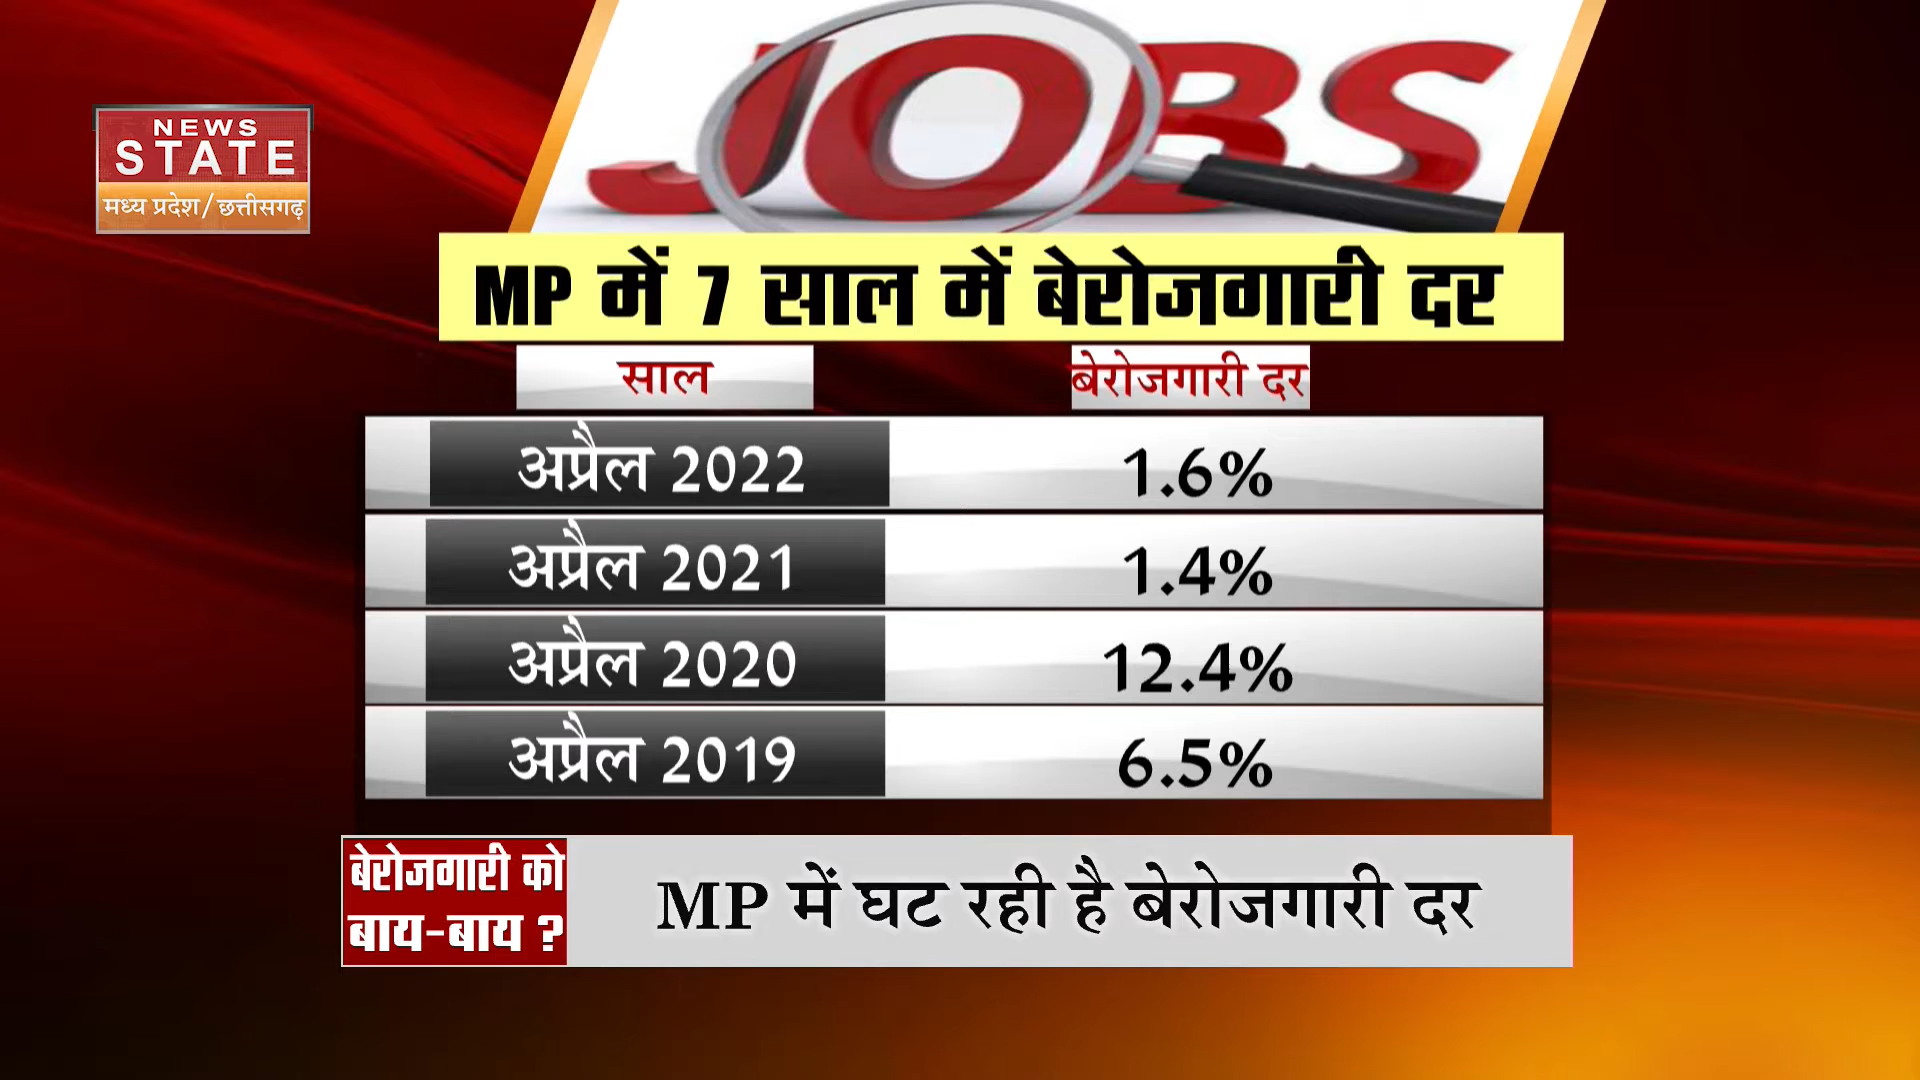 JOBS
NEWS
STATE
मध्य प्रदेश/छत्तीसगढ़
MP में 7 साल में बेरोजगारी दर
साल बेरोजगारी दर
अप्रैल 2022 1.6%
अप्रैल 2021 1.4%
अप्रैल 2020 12.4%
अप्रैल 2019 6.5%
बेरोजगारी को
बाय-बाय ?
MP में घट रही है बेरोजगारी दर